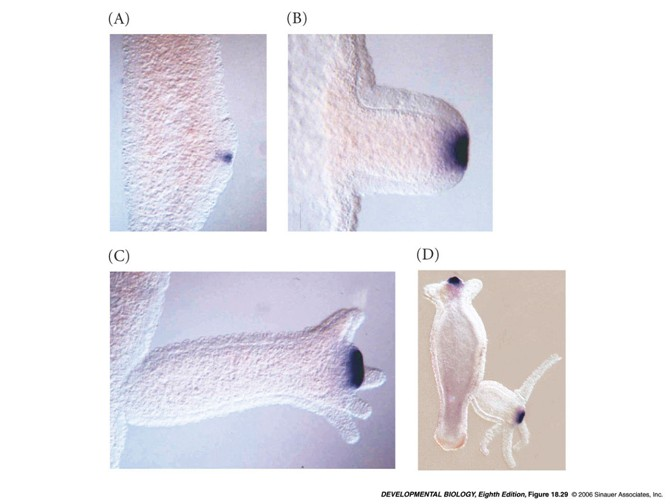 (A)
(B)
(C)
(D)
DEVELOPMENTAL BIOLOGY, Eighth Edition, Figure 18.29 © 2006 Sinauer Associates, Inc.